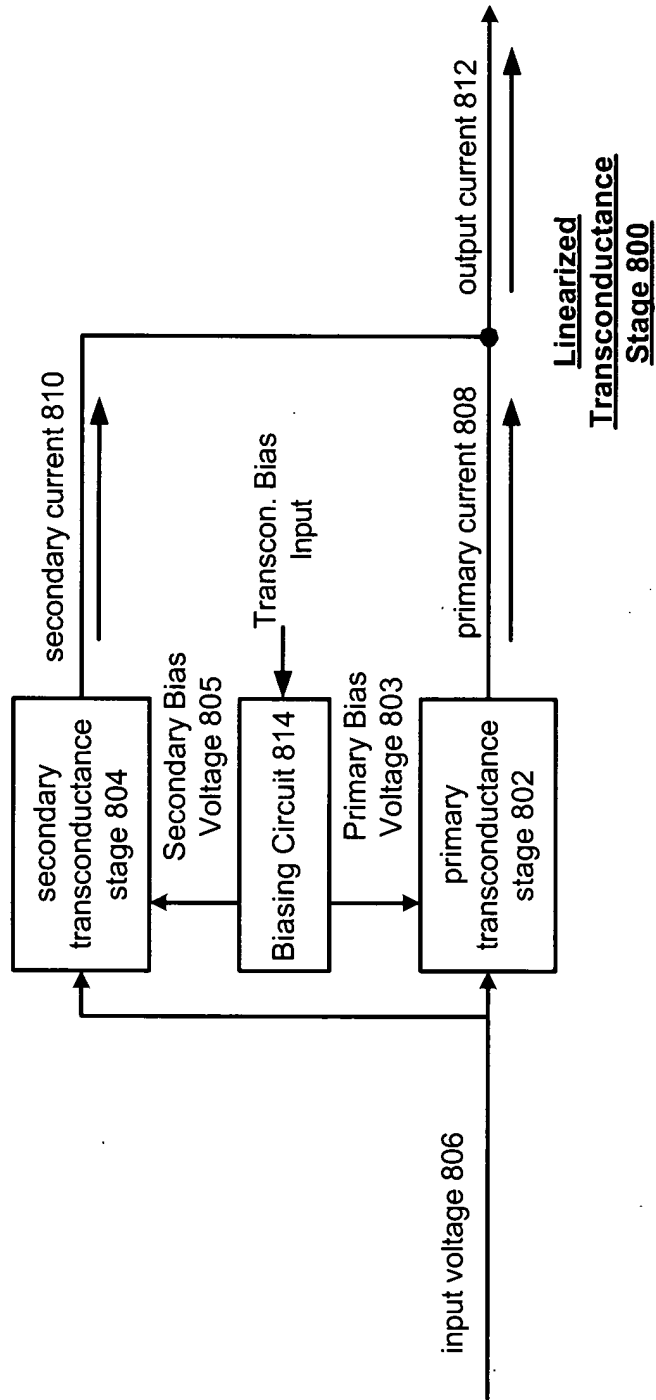 secondary current 810
secondary
transconductance
stage 804
Secondary Bias
Voltage 805
Transcon. Bias
Input
Biasing Circuit 814
Primary Bias
Voltage 803
input voltage 806
primary
transconductance
stage 802
primary current 808
output current 812
Linearized
Transconductance
Stage 800